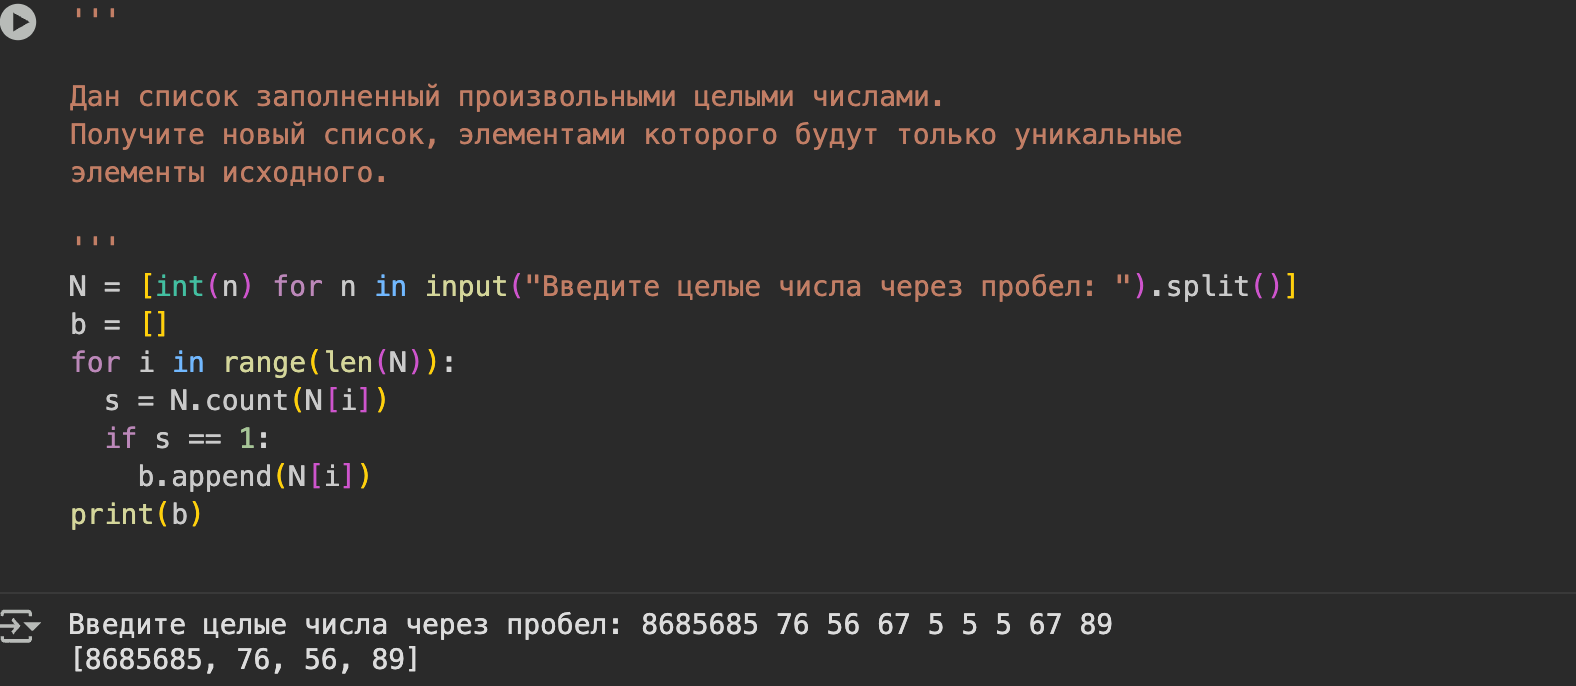 '''
Дан список заполненный произвольными целыми числами.
Получите новый список, элементами которого будут только уникальные
элементы исходного.
'''
N = [int(n) for n in input("Введите целые числа через пробел: ").split()]
b = []
for i in range(len(N)):
  s = N.count(N[i])
  if s == 1:
    b.append(N[i])
print(b)
Введите целые числа через пробел: 8685685 76 56 67 5 5 5 67 89
[8685685, 76, 56, 89]